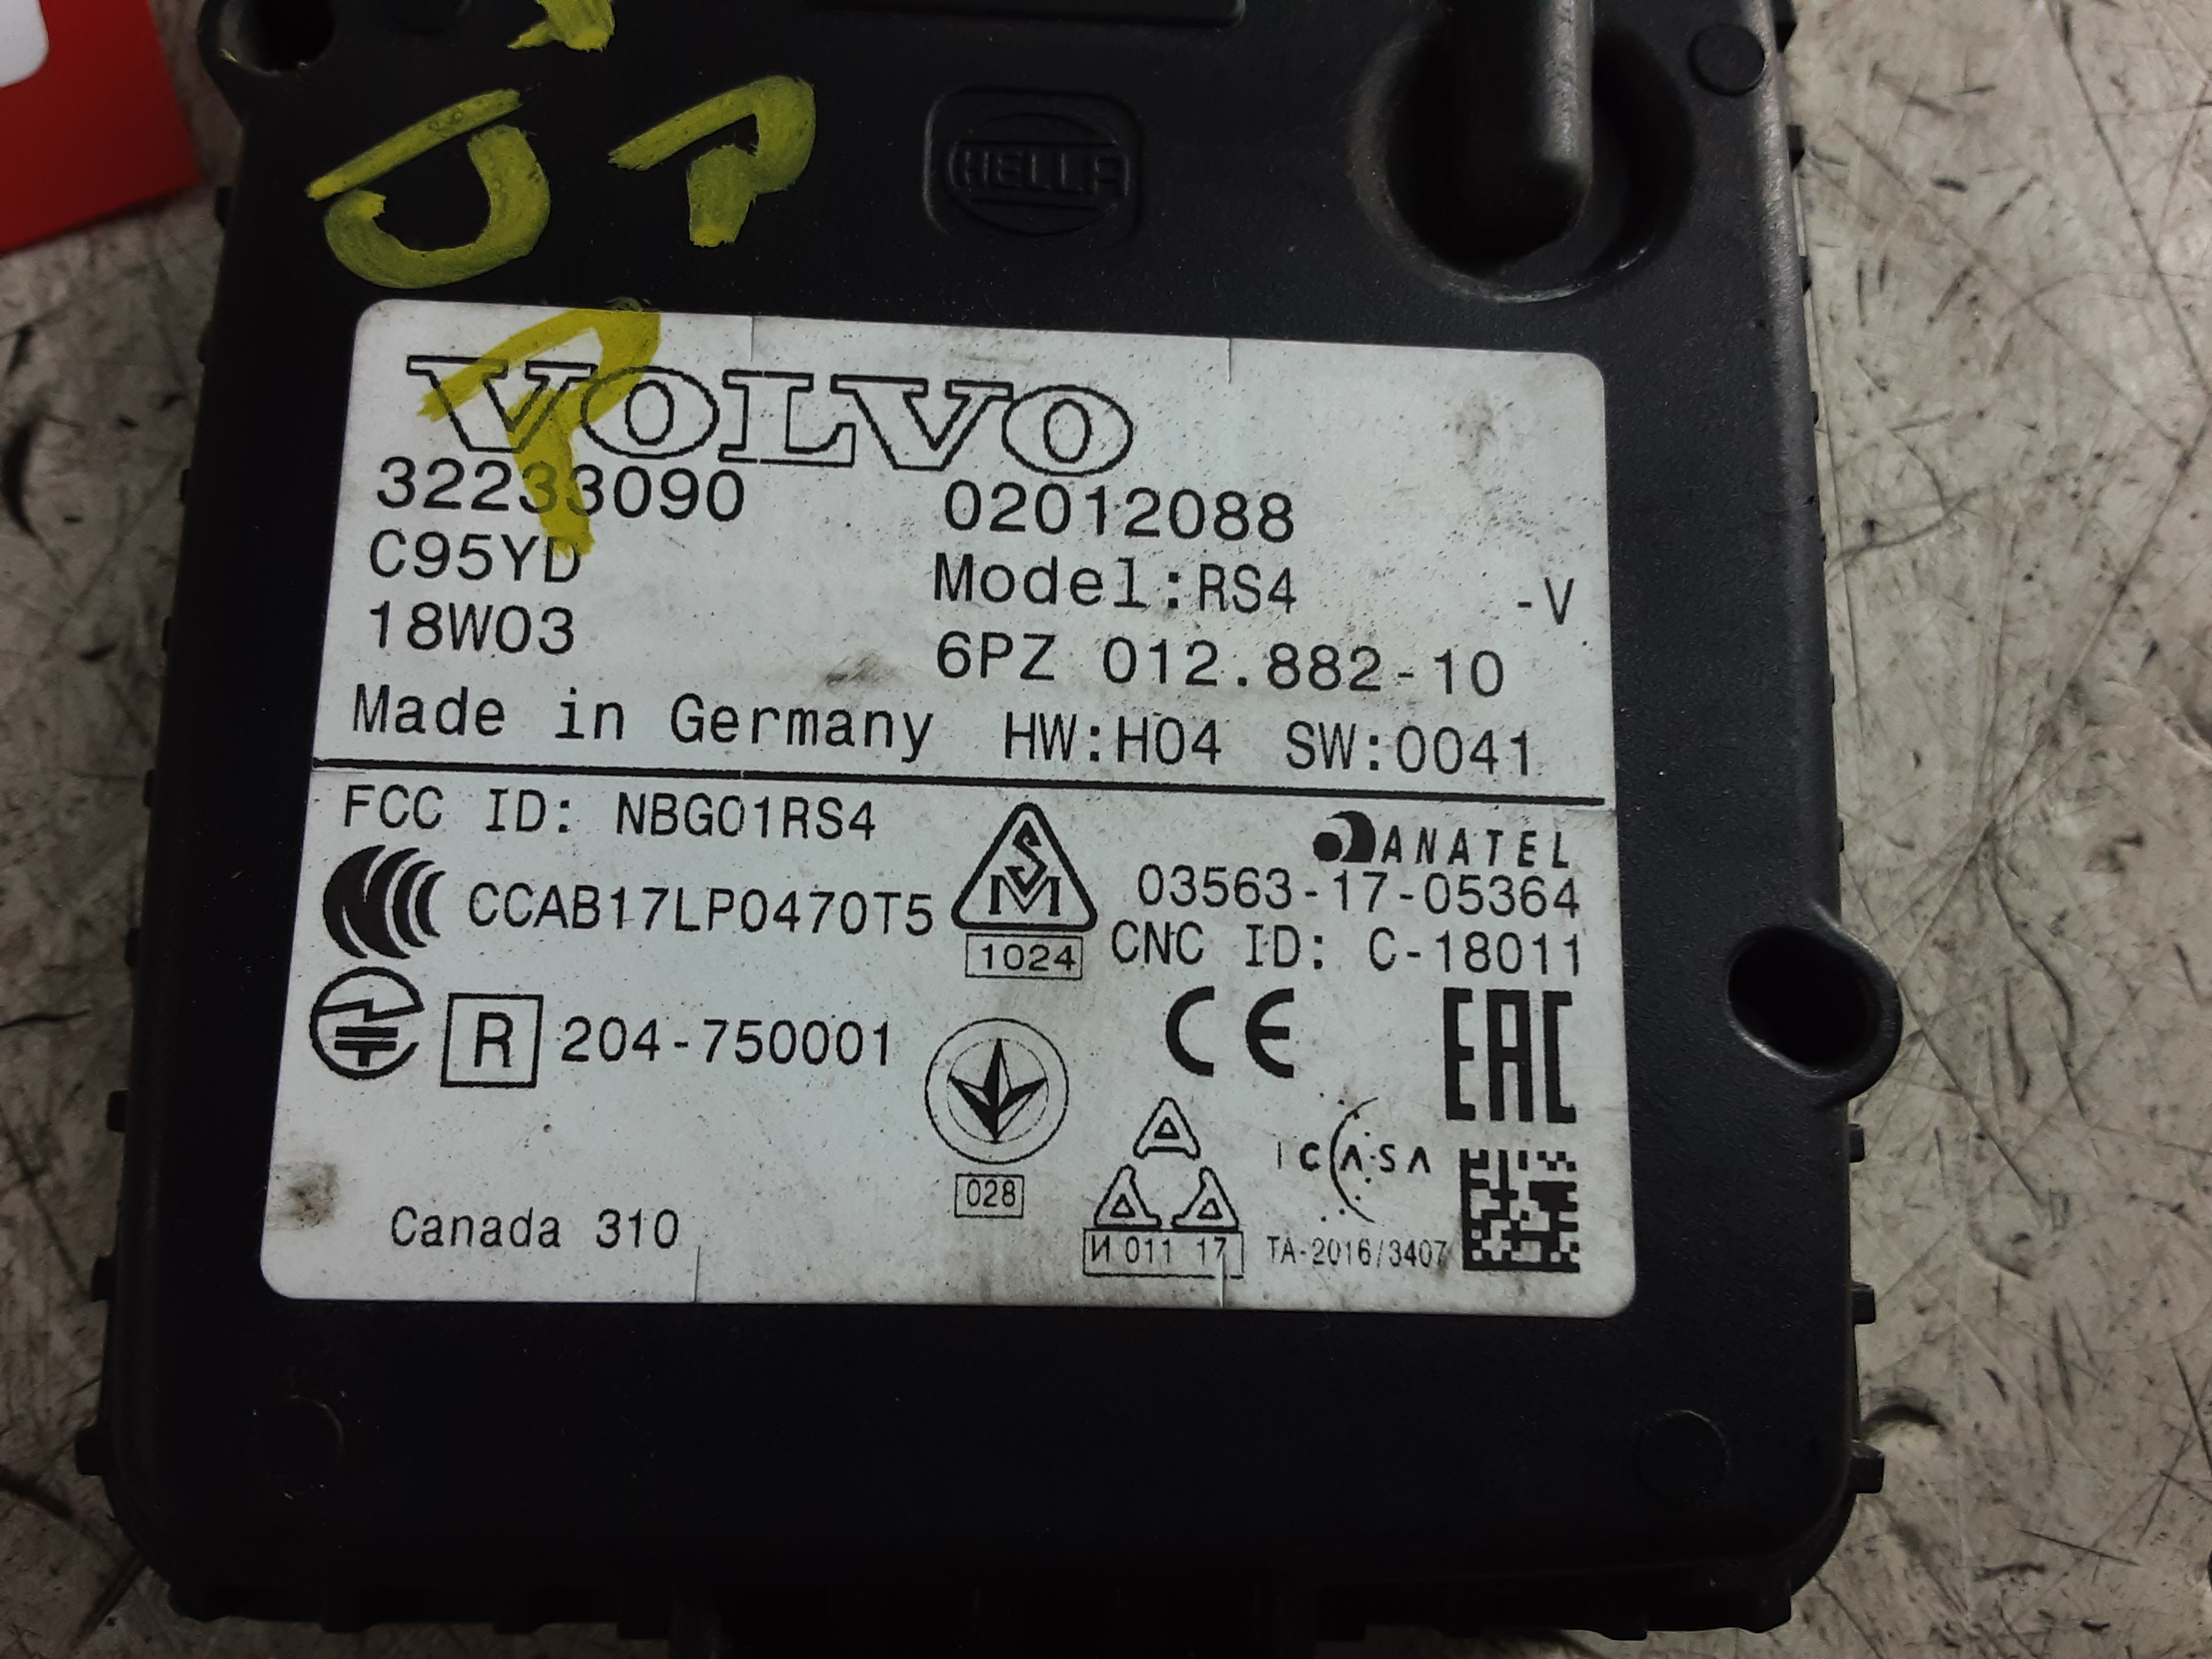 HELLA
VOLVO
32233090 02012088
C95YD Model:RS4 -V
18W03 6PZ 012.882-10
Made in Germany HW:H04 SW:0041
FCC ID: NBG01RS4
ANATEL
CCAB17LP0470T5
SM
03563-17-05364
1024
CNC ID: C-18011
R 204-750001
CE
EAC
028
ICASA
Canada 310
И 011 17
TA-2016/3407